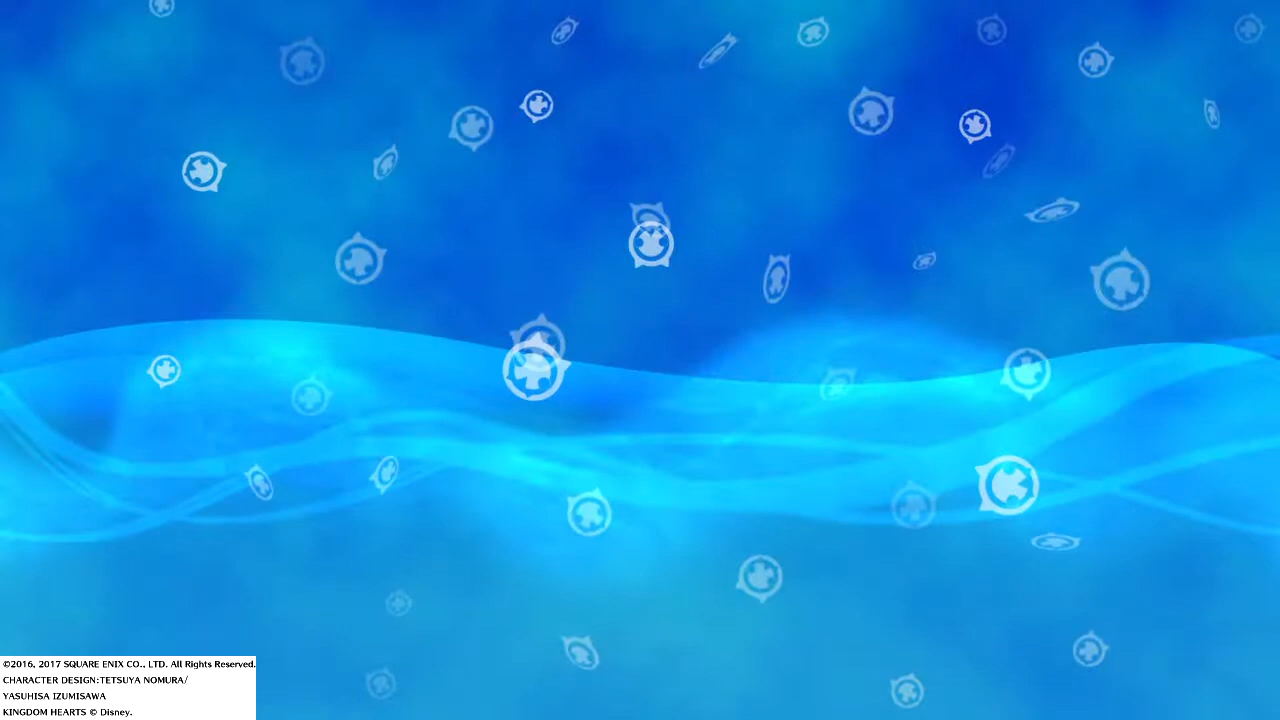 ©2016, 2017 SQUARE ENIX CO., LTD. All Rights Reserved.
CHARACTER DESIGN:TETSUYA NOMURA/
YASUHISA IZUMISAWA
KINGDOM HEARTS © Disney.